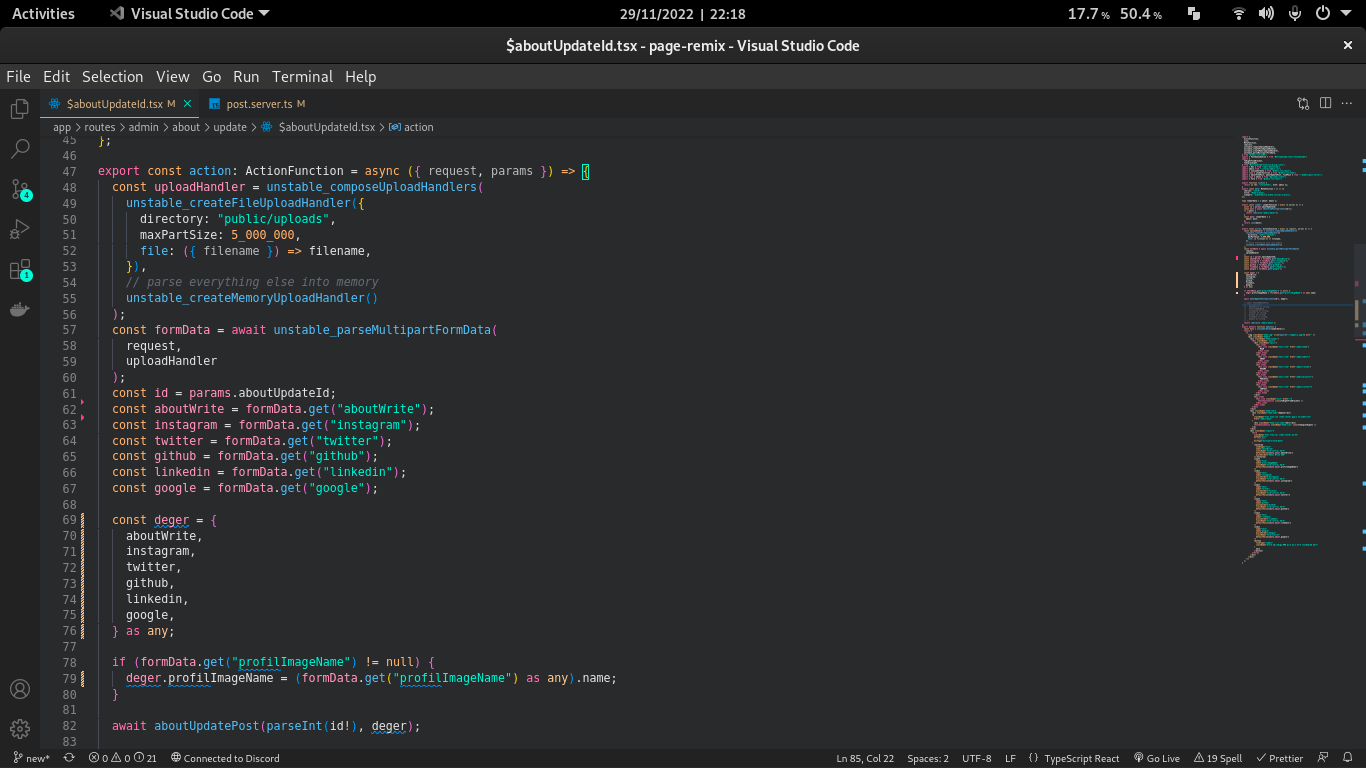 Activities Visual Studio Code 29/11/2022 | 22:18 17.7% 50.4%
$aboutUpdateId.tsx - page-remix - Visual Studio Code
File Edit Selection View Go Run Terminal Help
$aboutUpdateId.tsx M post.server.ts M
app > routes > admin > about > update > $aboutUpdateId.tsx > action
45 };
46
47 export const action: ActionFunction = async ({ request, params }) => {
48 const uploadHandler = unstable_composeUploadHandlers(
49 unstable_createFileUploadHandler({
50 directory: "public/uploads",
51 maxPartSize: 5_000_000,
52 file: ({ filename }) => filename,
53 }),
54 // parse everything else into memory
55 unstable_createMemoryUploadHandler()
56 );
57 const formData = await unstable_parseMultipartFormData(
58 request,
59 uploadHandler
60 );
61 const id = params.aboutUpdateId;
62 const aboutWrite = formData.get("aboutWrite");
63 const instagram = formData.get("instagram");
64 const twitter = formData.get("twitter");
65 const github = formData.get("github");
66 const linkedin = formData.get("linkedin");
67 const google = formData.get("google");
68
69 const deger = {
70 aboutWrite,
71 instagram,
72 twitter,
73 github,
74 linkedin,
75 google,
76 } as any;
77
78 if (formData.get("profilImageName") != null) {
79 deger.profilImageName = (formData.get("profilImageName") as any).name;
80 }
81
82 await aboutUpdatePost(parseInt(id!), deger);
83
4
1
new* 0 0 21 Connected to Discord Ln 85, Col 22 Spaces: 2 UTF-8 LF {} TypeScript React Go Live 19 Spell Prettier